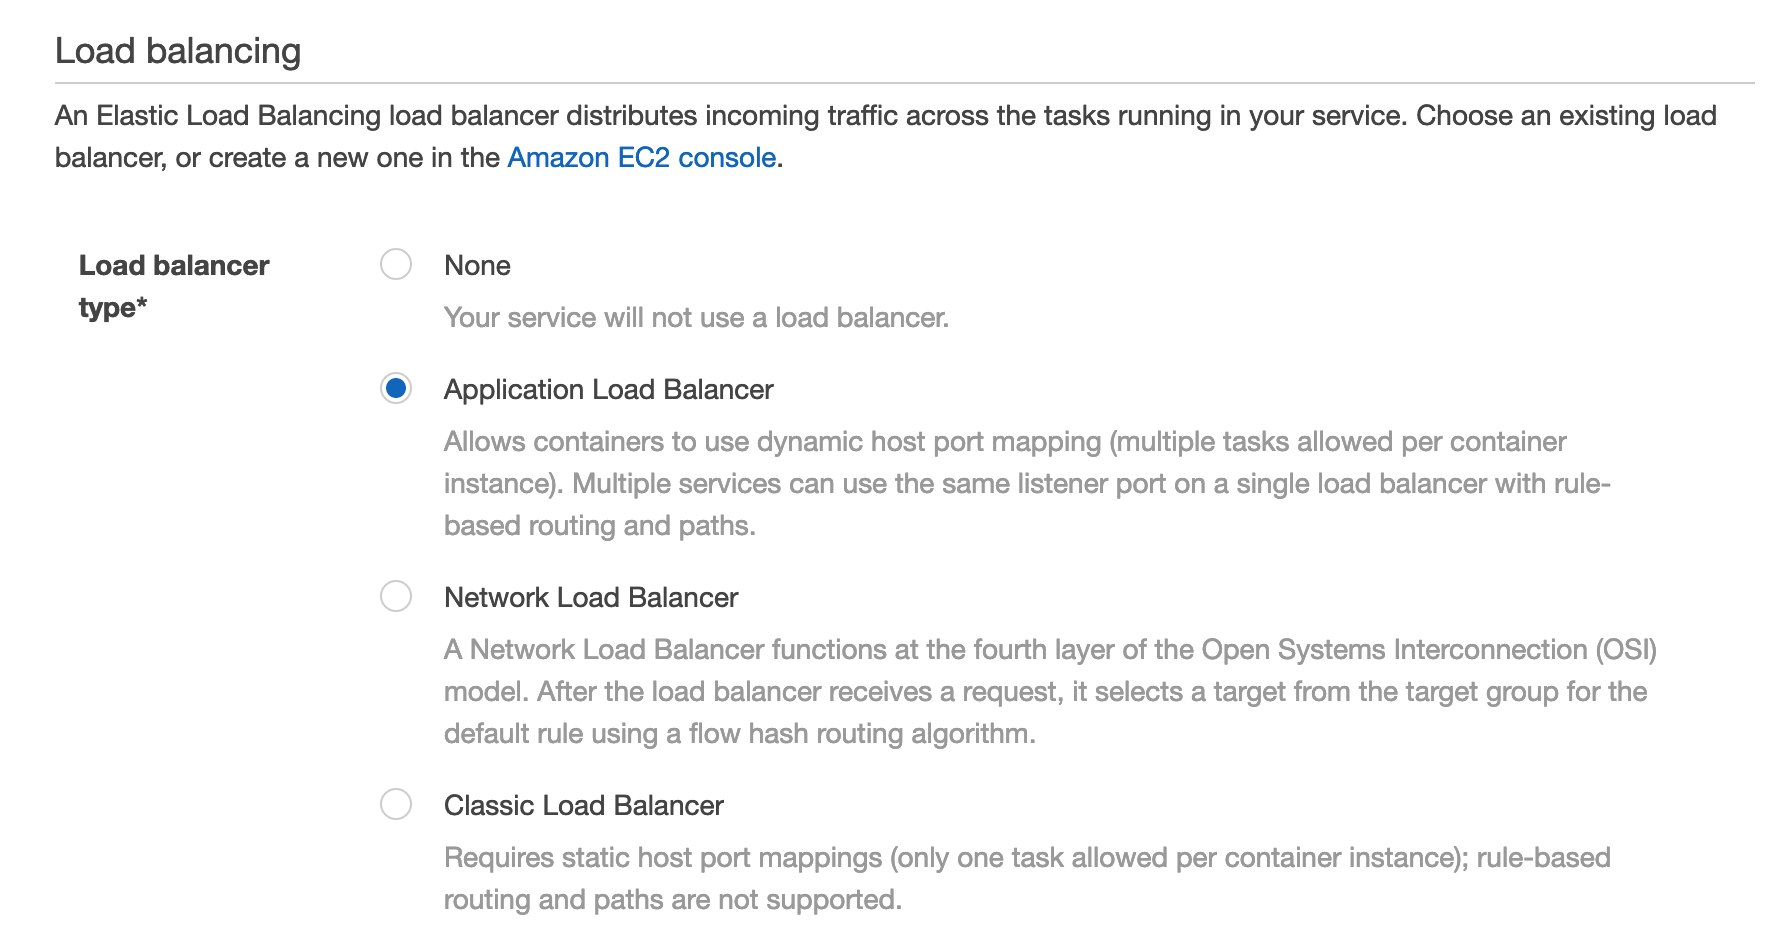 Load balancing
An Elastic Load Balancing load balancer distributes incoming traffic across the tasks running in your service. Choose an existing load
balancer, or create a new one in the Amazon EC2 console.
Load balancer
type*
None
Your service will not use a load balancer.
Application Load Balancer
Allows containers to use dynamic host port mapping (multiple tasks allowed per container
instance). Multiple services can use the same listener port on a single load balancer with rule-
based routing and paths.
Network Load Balancer
A Network Load Balancer functions at the fourth layer of the Open Systems Interconnection (OSI)
model. After the load balancer receives a request, it selects a target from the target group for the
default rule using a flow hash routing algorithm.
Classic Load Balancer
Requires static host port mappings (only one task allowed per container instance); rule-based
routing and paths are not supported.